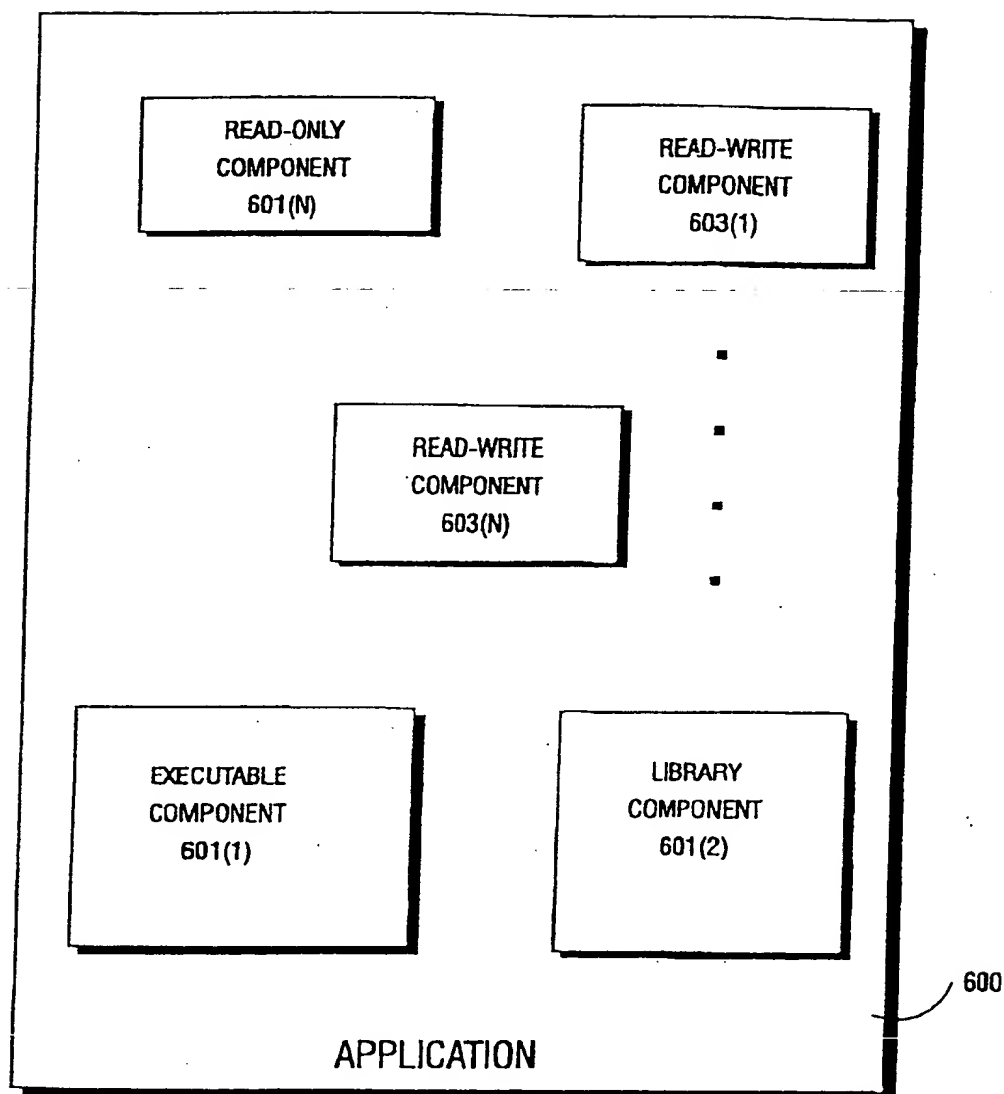 READ-ONLY
COMPONENT
601(N)
READ-WRITE
COMPONENT
603(1)
READ-WRITE
COMPONENT
603(N)
EXECUTABLE
COMPONENT
601(1)
LIBRARY
COMPONENT
601(2)
600
APPLICATION